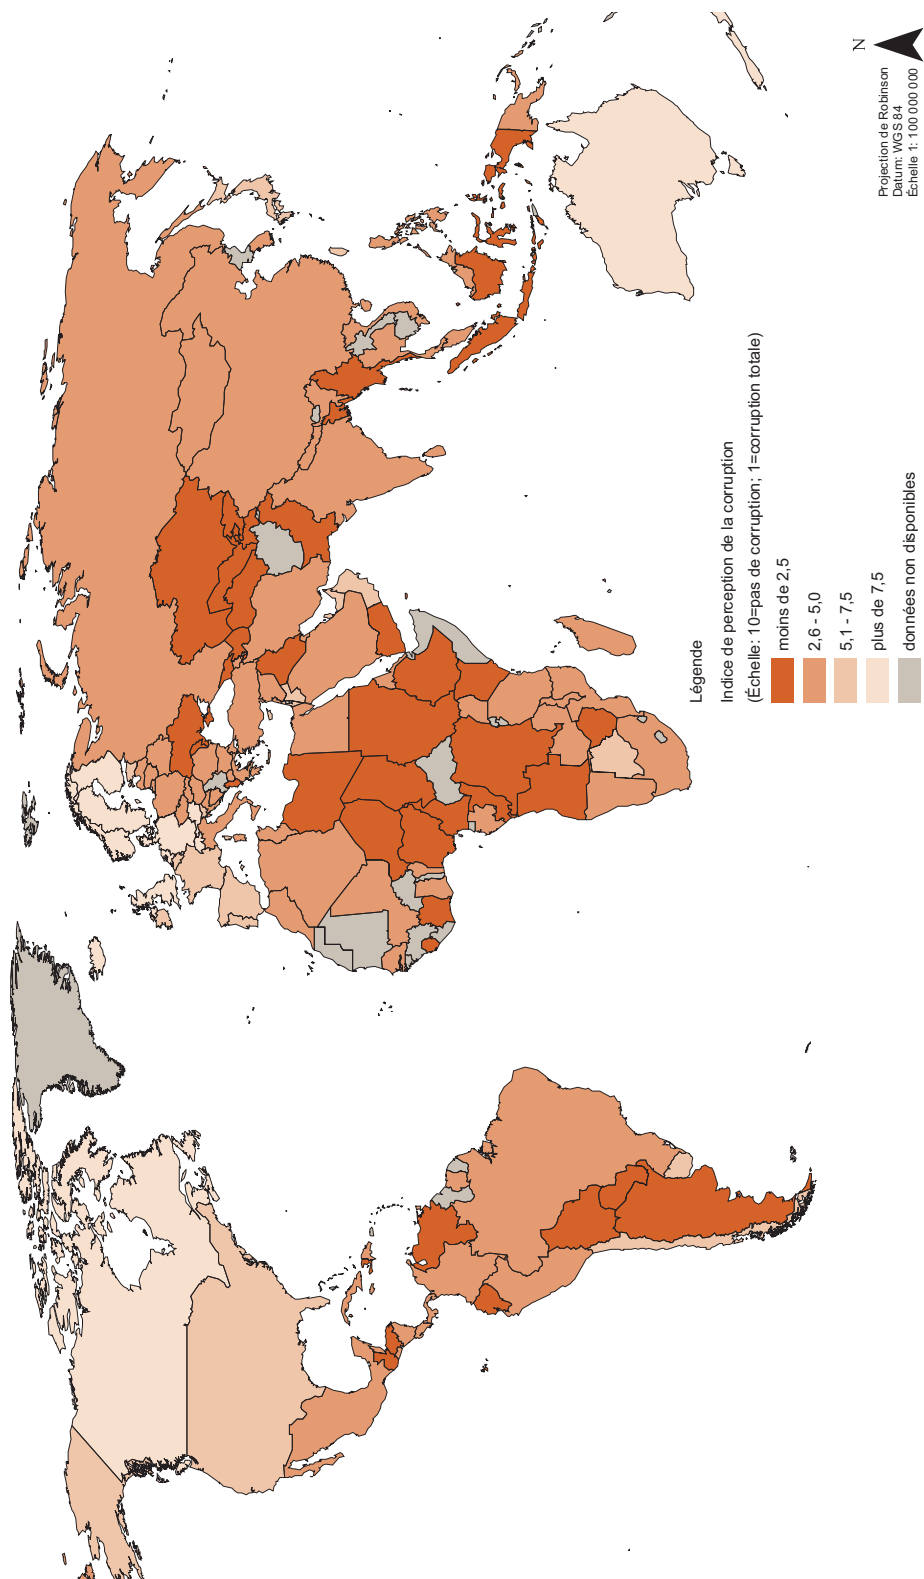 N
Projection de Robinson
Datum: WGS 84
Échelle 1: 100 000 000
Légende
Indice de perception de la corruption
(Échelle: 10=pas de corruption; 1=corruption totale)
moins de 2,5
2,6 - 5,0
5,1 - 7,5
plus de 7,5
données non disponibles